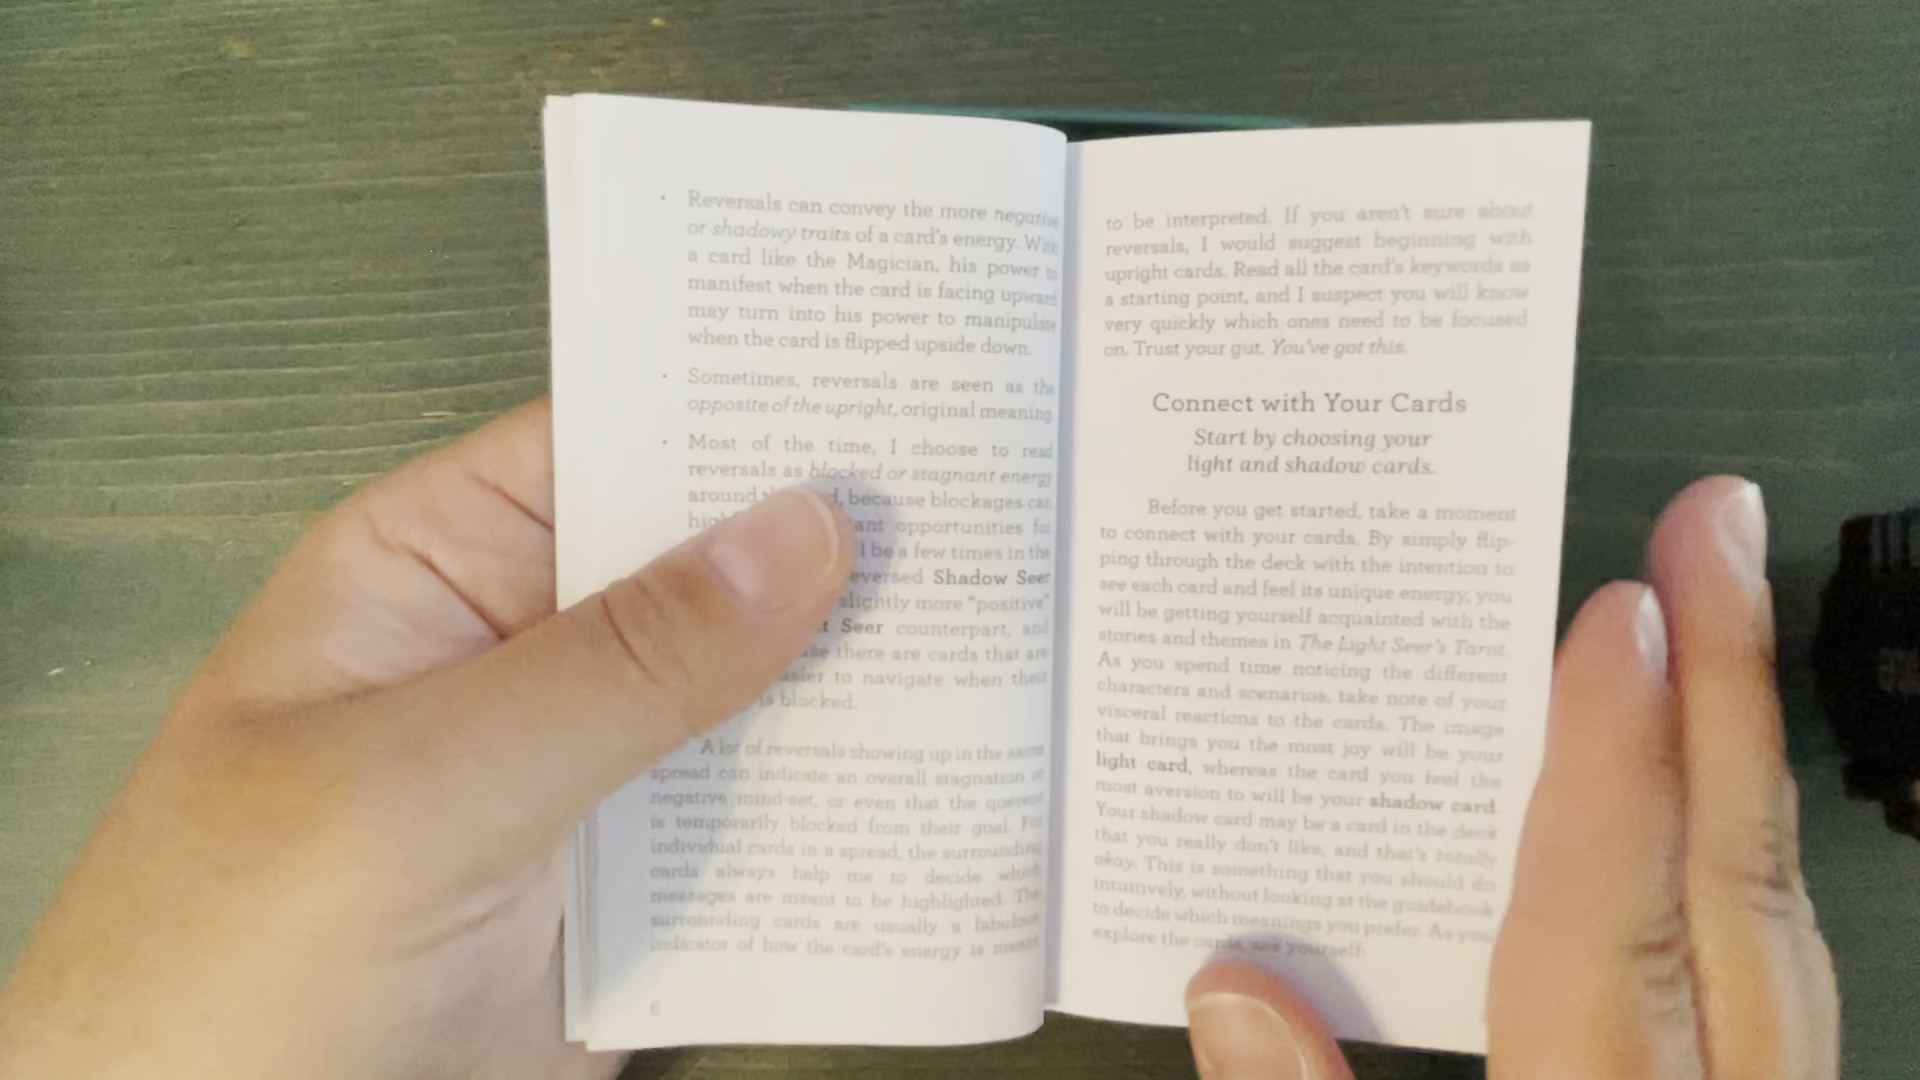 • Reversals can convey the more negative
or shadowy traits of a card's energy. With
a card like the Magician, his power to
manifest when the card is facing upward
may turn into his power to manipulate
when the card is flipped upside down.
• Sometimes, reversals are seen as the
opposite of the upright, original meaning.
• Most of the time, I choose to read
reversals as blocked or stagnant energy
around d, because blockages can
hig ant opportunities for
l be a few times in the
eversed Shadow Seer
slightly more "positive"
t Seer counterpart, and
se there are cards that are
asier to navigate when their
is blocked.
A lot of reversals showing up in the same
spread can indicate an overall stagnation or
negative mind-set, or even that the querent
is temporarily blocked from their goal. For
individual cards in a spread, the surrounding
cards always help me to decide which
messages are meant to be highlighted. The
surrounding cards are usually a fabulous
indicator of how the card's energy is meant
6
to be interpreted. If you aren't sure about
reversals, I would suggest beginning with
upright cards. Read all the card's keywords as
a starting point, and I suspect you will know
very quickly which ones need to be focused
on. Trust your gut. You've got this.
Connect with Your Cards
Start by choosing your
light and shadow cards.
Before you get started, take a moment
to connect with your cards. By simply flip-
ping through the deck with the intention to
see each card and feel its unique energy, you
will be getting yourself acquainted with the
stories and themes in The Light Seer's Tarot.
As you spend time noticing the different
characters and scenarios, take note of your
visceral reactions to the cards. The image
that brings you the most joy will be your
light card, whereas the card you feel the
most aversion to will be your shadow card.
Your shadow card may be a card in the deck
that you really don't like, and that's totally
okay. This is something that you should do
intuitively, without looking at the guidebook
to decide which meanings you prefer. As you
explore the cards, ask yourself: